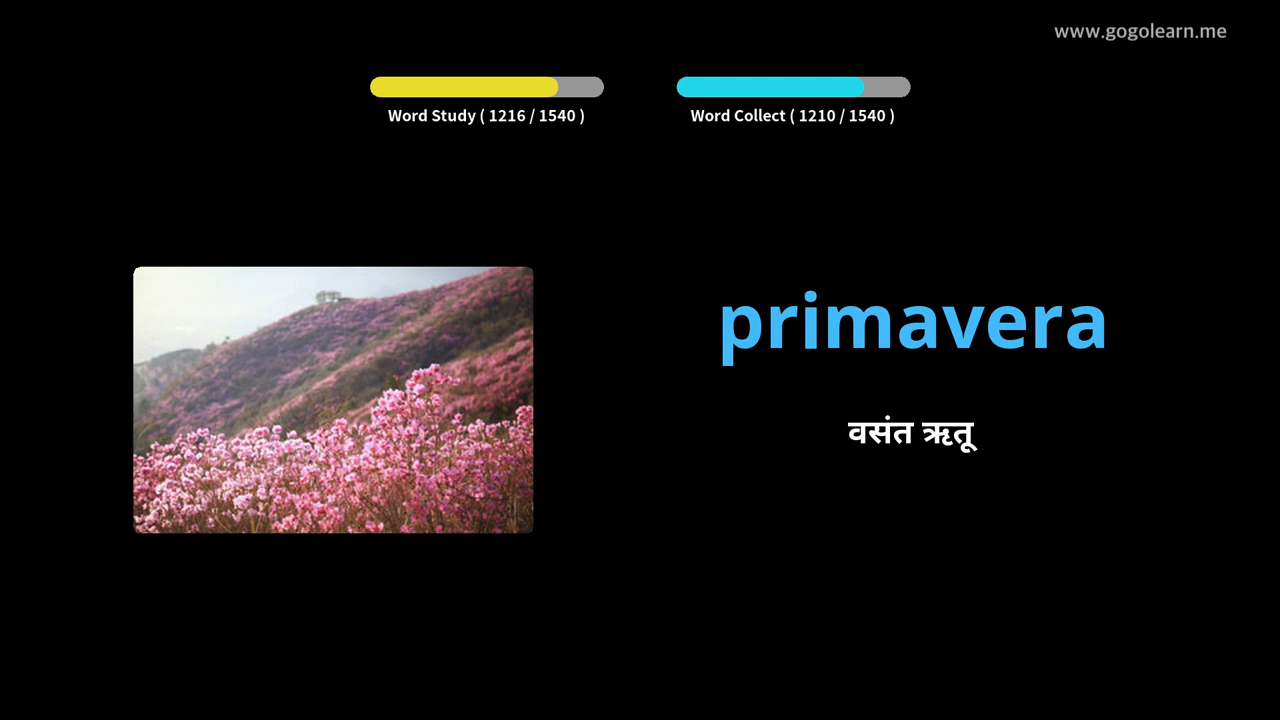 www.gogolearn.me
Word Study ( 1216 / 1540 )
Word Collect ( 1210 / 1540 )
primavera
वसंत ऋतू